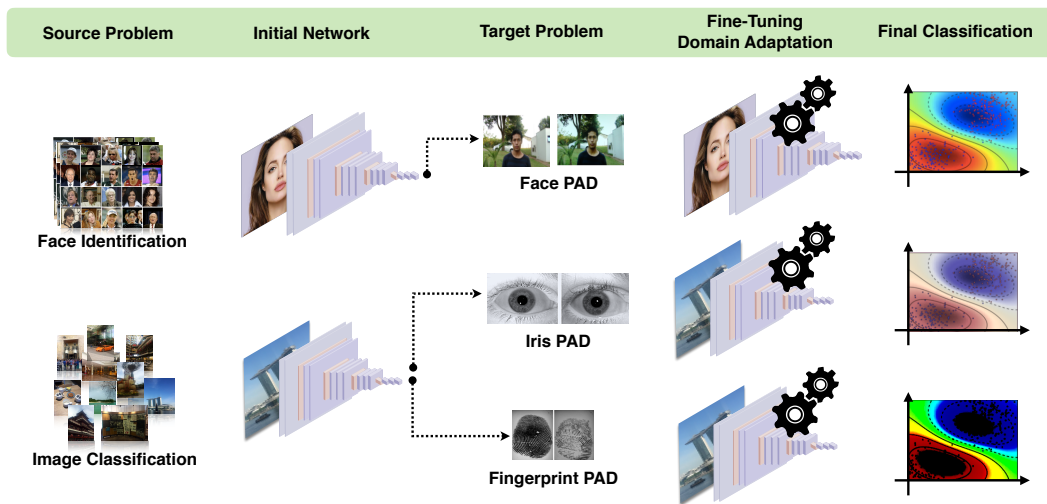 Source Problem
Initial Network
Target Problem
Fine-Tuning
Domain Adaptation
Final Classification
Face Identification
Face PAD
Iris PAD
Image Classification
Fingerprint PAD